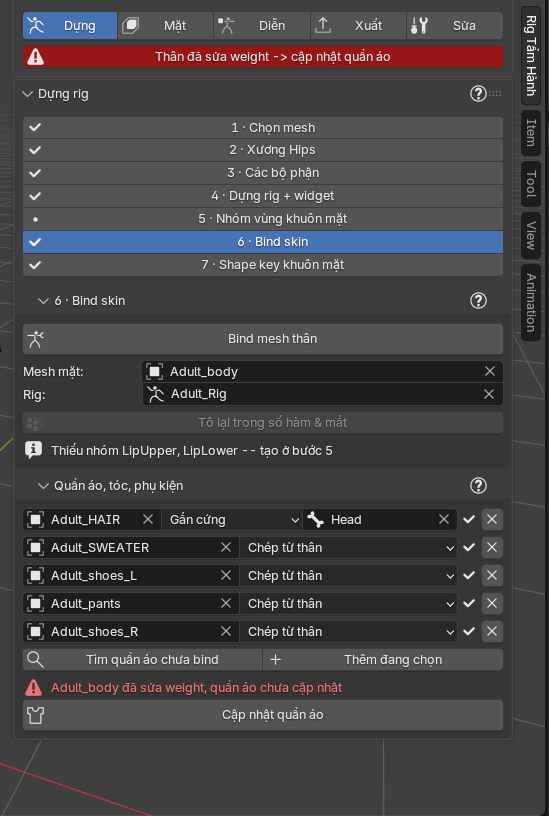 Dựng Mặt Diễn Xuất Sửa
Thân đã sửa weight -> cập nhật quần áo
Dựng rig
1 · Chọn mesh
2 · Xương Hips
3 · Các bộ phận
4 · Dựng rig + widget
5 · Nhóm vùng khuôn mặt
6 · Bind skin
7 · Shape key khuôn mặt
6 · Bind skin
Bind mesh thân
Mesh mặt: Adult_body
Rig: Adult_Rig
Tô lại trọng số hàm & mắt
Thiếu nhóm LipUpper, LipLower -- tạo ở bước 5
Quần áo, tóc, phụ kiện
Adult_HAIR Gắn cứng Head
Adult_SWEATER Chép từ thân
Adult_shoes_L Chép từ thân
Adult_pants Chép từ thân
Adult_shoes_R Chép từ thân
Tìm quần áo chưa bind Thêm đang chọn
Adult_body đã sửa weight, quần áo chưa cập nhật
Cập nhật quần áo
Rig Tẩm Hành
Item
Tool
View
Animation